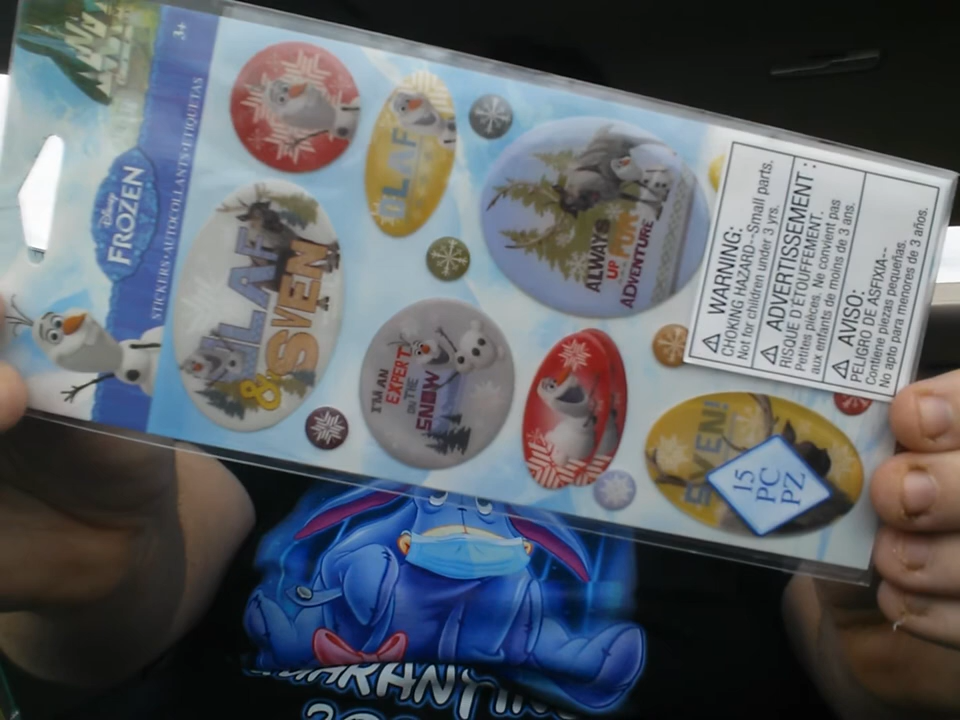 3+
Disney
FROZEN
STICKERS•AUTOCOLLANTS•ETIQUETAS
OLAF
OLAF
& SVEN
I'M AN
EXPERT
ON THE
SNOW
ALWAYS
UP FOR
ADVENTURE
SVEN!
15
PC
PZ
WARNING:
CHOKING HAZARD--Small parts.
Not for children under 3 yrs.
ADVERTISSEMENT :
RISQUE D'ÉTOUFFEMENT.
Petites pièces. Ne convient pas
aux enfants de moins de 3 ans.
AVISO:
PELIGRO DE ASFIXIA--
Contiene piezas pequeñas.
No apto para menores de 3 años.